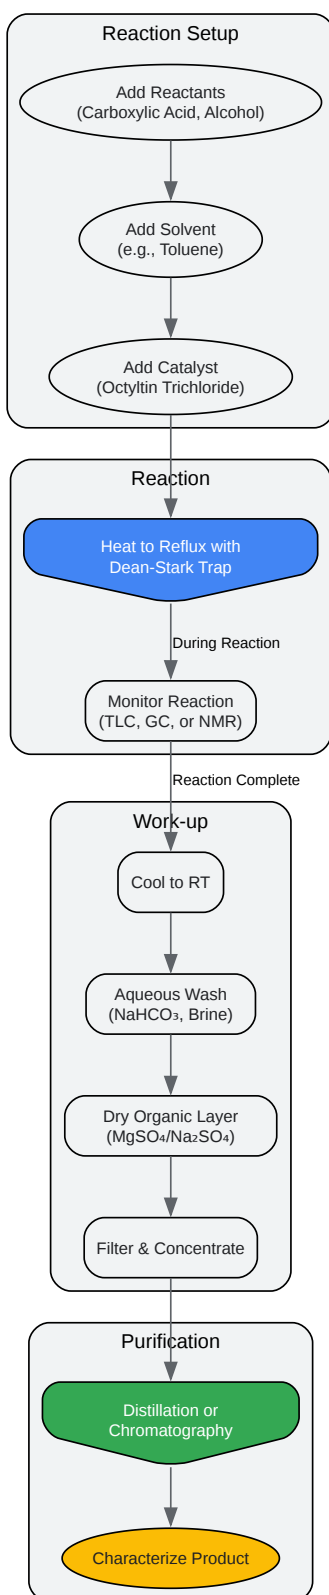 Reaction Setup
Add Reactants
(Carboxylic Acid, Alcohol)
Add Solvent
(e.g., Toluene)
Add Catalyst
(Octyltin Trichloride)
Reaction
Heat to Reflux with
Dean-Stark Trap
During Reaction
Monitor Reaction
(TLC, GC, or NMR)
Reaction Complete
Work-up
Cool to RT
Aqueous Wash
(NaHCO₃, Brine)
Dry Organic Layer
(MgSO₄/Na₂SO₄)
Filter & Concentrate
Purification
Distillation or
Chromatography
Characterize Product